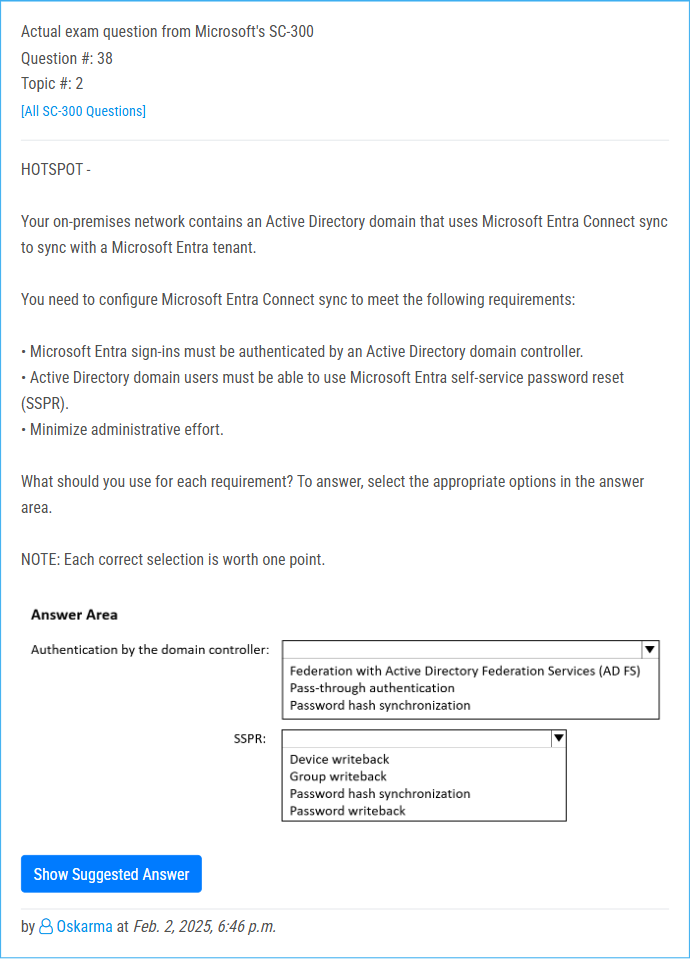 Actual exam question from Microsoft's SC-300
Question #: 38
Topic #: 2
[All SC-300 Questions]
HOTSPOT -
Your on-premises network contains an Active Directory domain that uses Microsoft Entra Connect sync
to sync with a Microsoft Entra tenant.
You need to configure Microsoft Entra Connect sync to meet the following requirements:
• Microsoft Entra sign-ins must be authenticated by an Active Directory domain controller.
• Active Directory domain users must be able to use Microsoft Entra self-service password reset
(SSPR).
• Minimize administrative effort.
What should you use for each requirement? To answer, select the appropriate options in the answer
area.
NOTE: Each correct selection is worth one point.
Answer Area
Authentication by the domain controller:
Federation with Active Directory Federation Services (AD FS)
Pass-through authentication
Password hash synchronization
SSPR:
Device writeback
Group writeback
Password hash synchronization
Password writeback
Show Suggested Answer
by Oskarma at Feb. 2, 2025, 6:46 p.m.